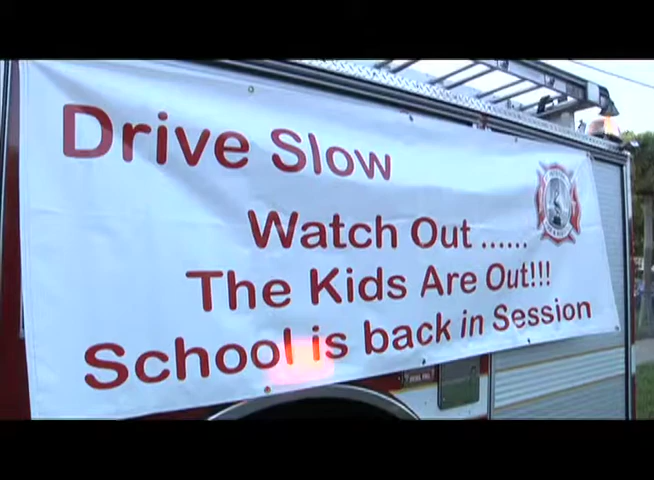 Drive Slow
Watch Out ......
The Kids Are Out!!!
School is back in Session